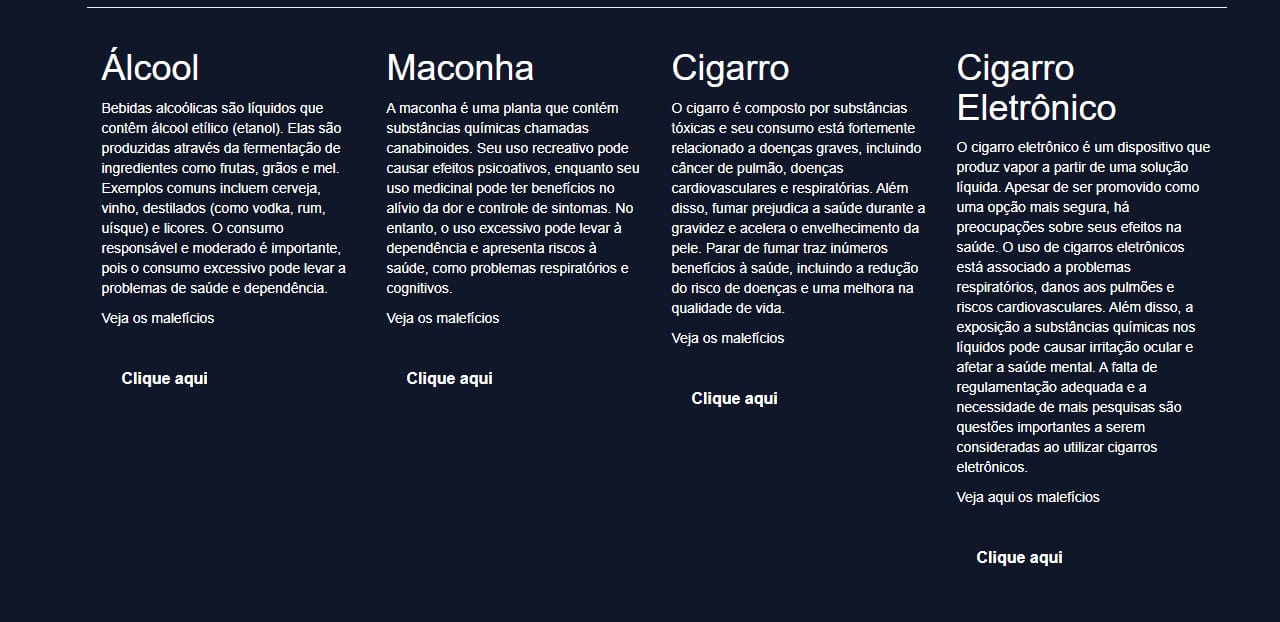 Álcool
Bebidas alcoólicas são líquidos que
contêm álcool etílico (etanol). Elas são
produzidas através da fermentação de
ingredientes como frutas, grãos e mel.
Exemplos comuns incluem cerveja,
vinho, destilados (como vodka, rum,
uísque) e licores. O consumo
responsável e moderado é importante,
pois o consumo excessivo pode levar a
problemas de saúde e dependência.
Veja os malefícios
Clique aqui
Maconha
A maconha é uma planta que contém
substâncias químicas chamadas
canabinoides. Seu uso recreativo pode
causar efeitos psicoativos, enquanto seu
uso medicinal pode ter benefícios no
alívio da dor e controle de sintomas. No
entanto, o uso excessivo pode levar à
dependência e apresenta riscos à
saúde, como problemas respiratórios e
cognitivos.
Veja os malefícios
Clique aqui
Cigarro
O cigarro é composto por substâncias
tóxicas e seu consumo está fortemente
relacionado a doenças graves, incluindo
câncer de pulmão, doenças
cardiovasculares e respiratórias. Além
disso, fumar prejudica a saúde durante a
gravidez e acelera o envelhecimento da
pele. Parar de fumar traz inúmeros
benefícios à saúde, incluindo a redução
do risco de doenças e uma melhora na
qualidade de vida.
Veja os malefícios
Clique aqui
Cigarro
Eletrônico
O cigarro eletrônico é um dispositivo que
produz vapor a partir de uma solução
líquida. Apesar de ser promovido como
uma opção mais segura, há
preocupações sobre seus efeitos na
saúde. O uso de cigarros eletrônicos
está associado a problemas
respiratórios, danos aos pulmões e
riscos cardiovasculares. Além disso, a
exposição a substâncias químicas nos
líquidos pode causar irritação ocular e
afetar a saúde mental. A falta de
regulamentação adequada e a
necessidade de mais pesquisas são
questões importantes a serem
consideradas ao utilizar cigarros
eletrônicos.
Veja aqui os malefícios
Clique aqui